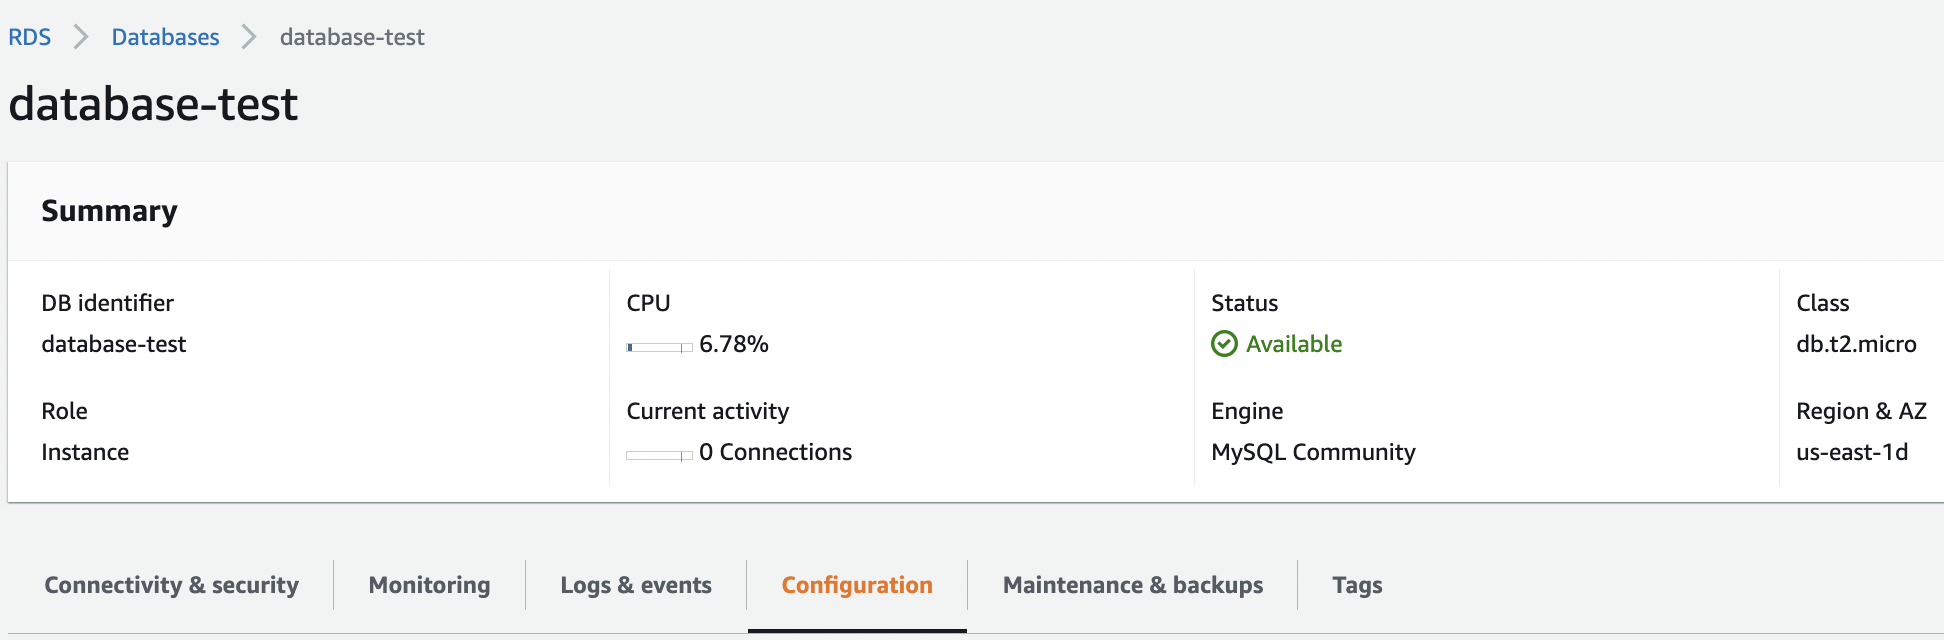 RDS > Databases > database-test
database-test
Summary
DB identifier
database-test
CPU
6.78%
Status
Available
Class
db.t2.micro
Role
Instance
Current activity
0 Connections
Engine
MySQL Community
Region & AZ
us-east-1d
Connectivity & security Monitoring Logs & events Configuration Maintenance & backups Tags